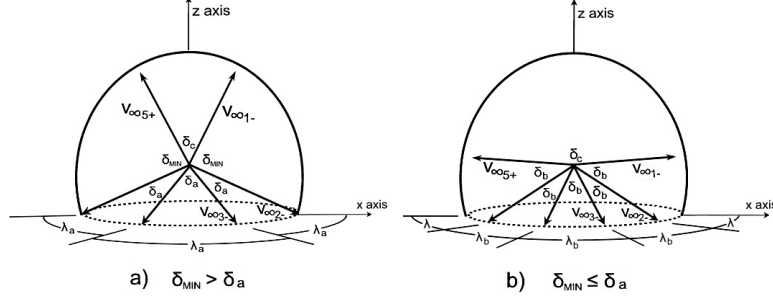 z axis
V∞5+
V∞1-
δc
δMIN
δMIN
δa
δa
δa
V∞3-
V∞2-
x axis
λa
λa
λa
a) δMIN > δa
z axis
δc
V∞5+
V∞1-
δb
δb
δb
δb
δb
V∞3-
V∞2-
x axis
λ
λb
λb
λb
λ
b) δMIN ≤ δa